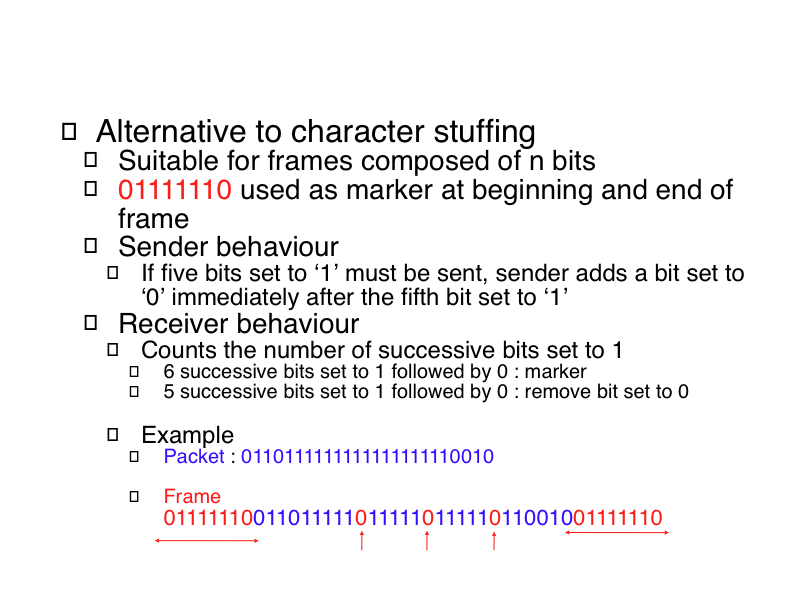 Alternative to character stuffing
Suitable for frames composed of n bits
01111110 used as marker at beginning and end of
frame
Sender behaviour
If five bits set to ‘1’ must be sent, sender adds a bit set to
‘0’ immediately after the fifth bit set to ‘1’
Receiver behaviour
Counts the number of successive bits set to 1
6 successive bits set to 1 followed by 0 : marker
5 successive bits set to 1 followed by 0 : remove bit set to 0
Example
Packet : 0110111111111111111110010
Frame
01111110011011111011111011111011001001111110